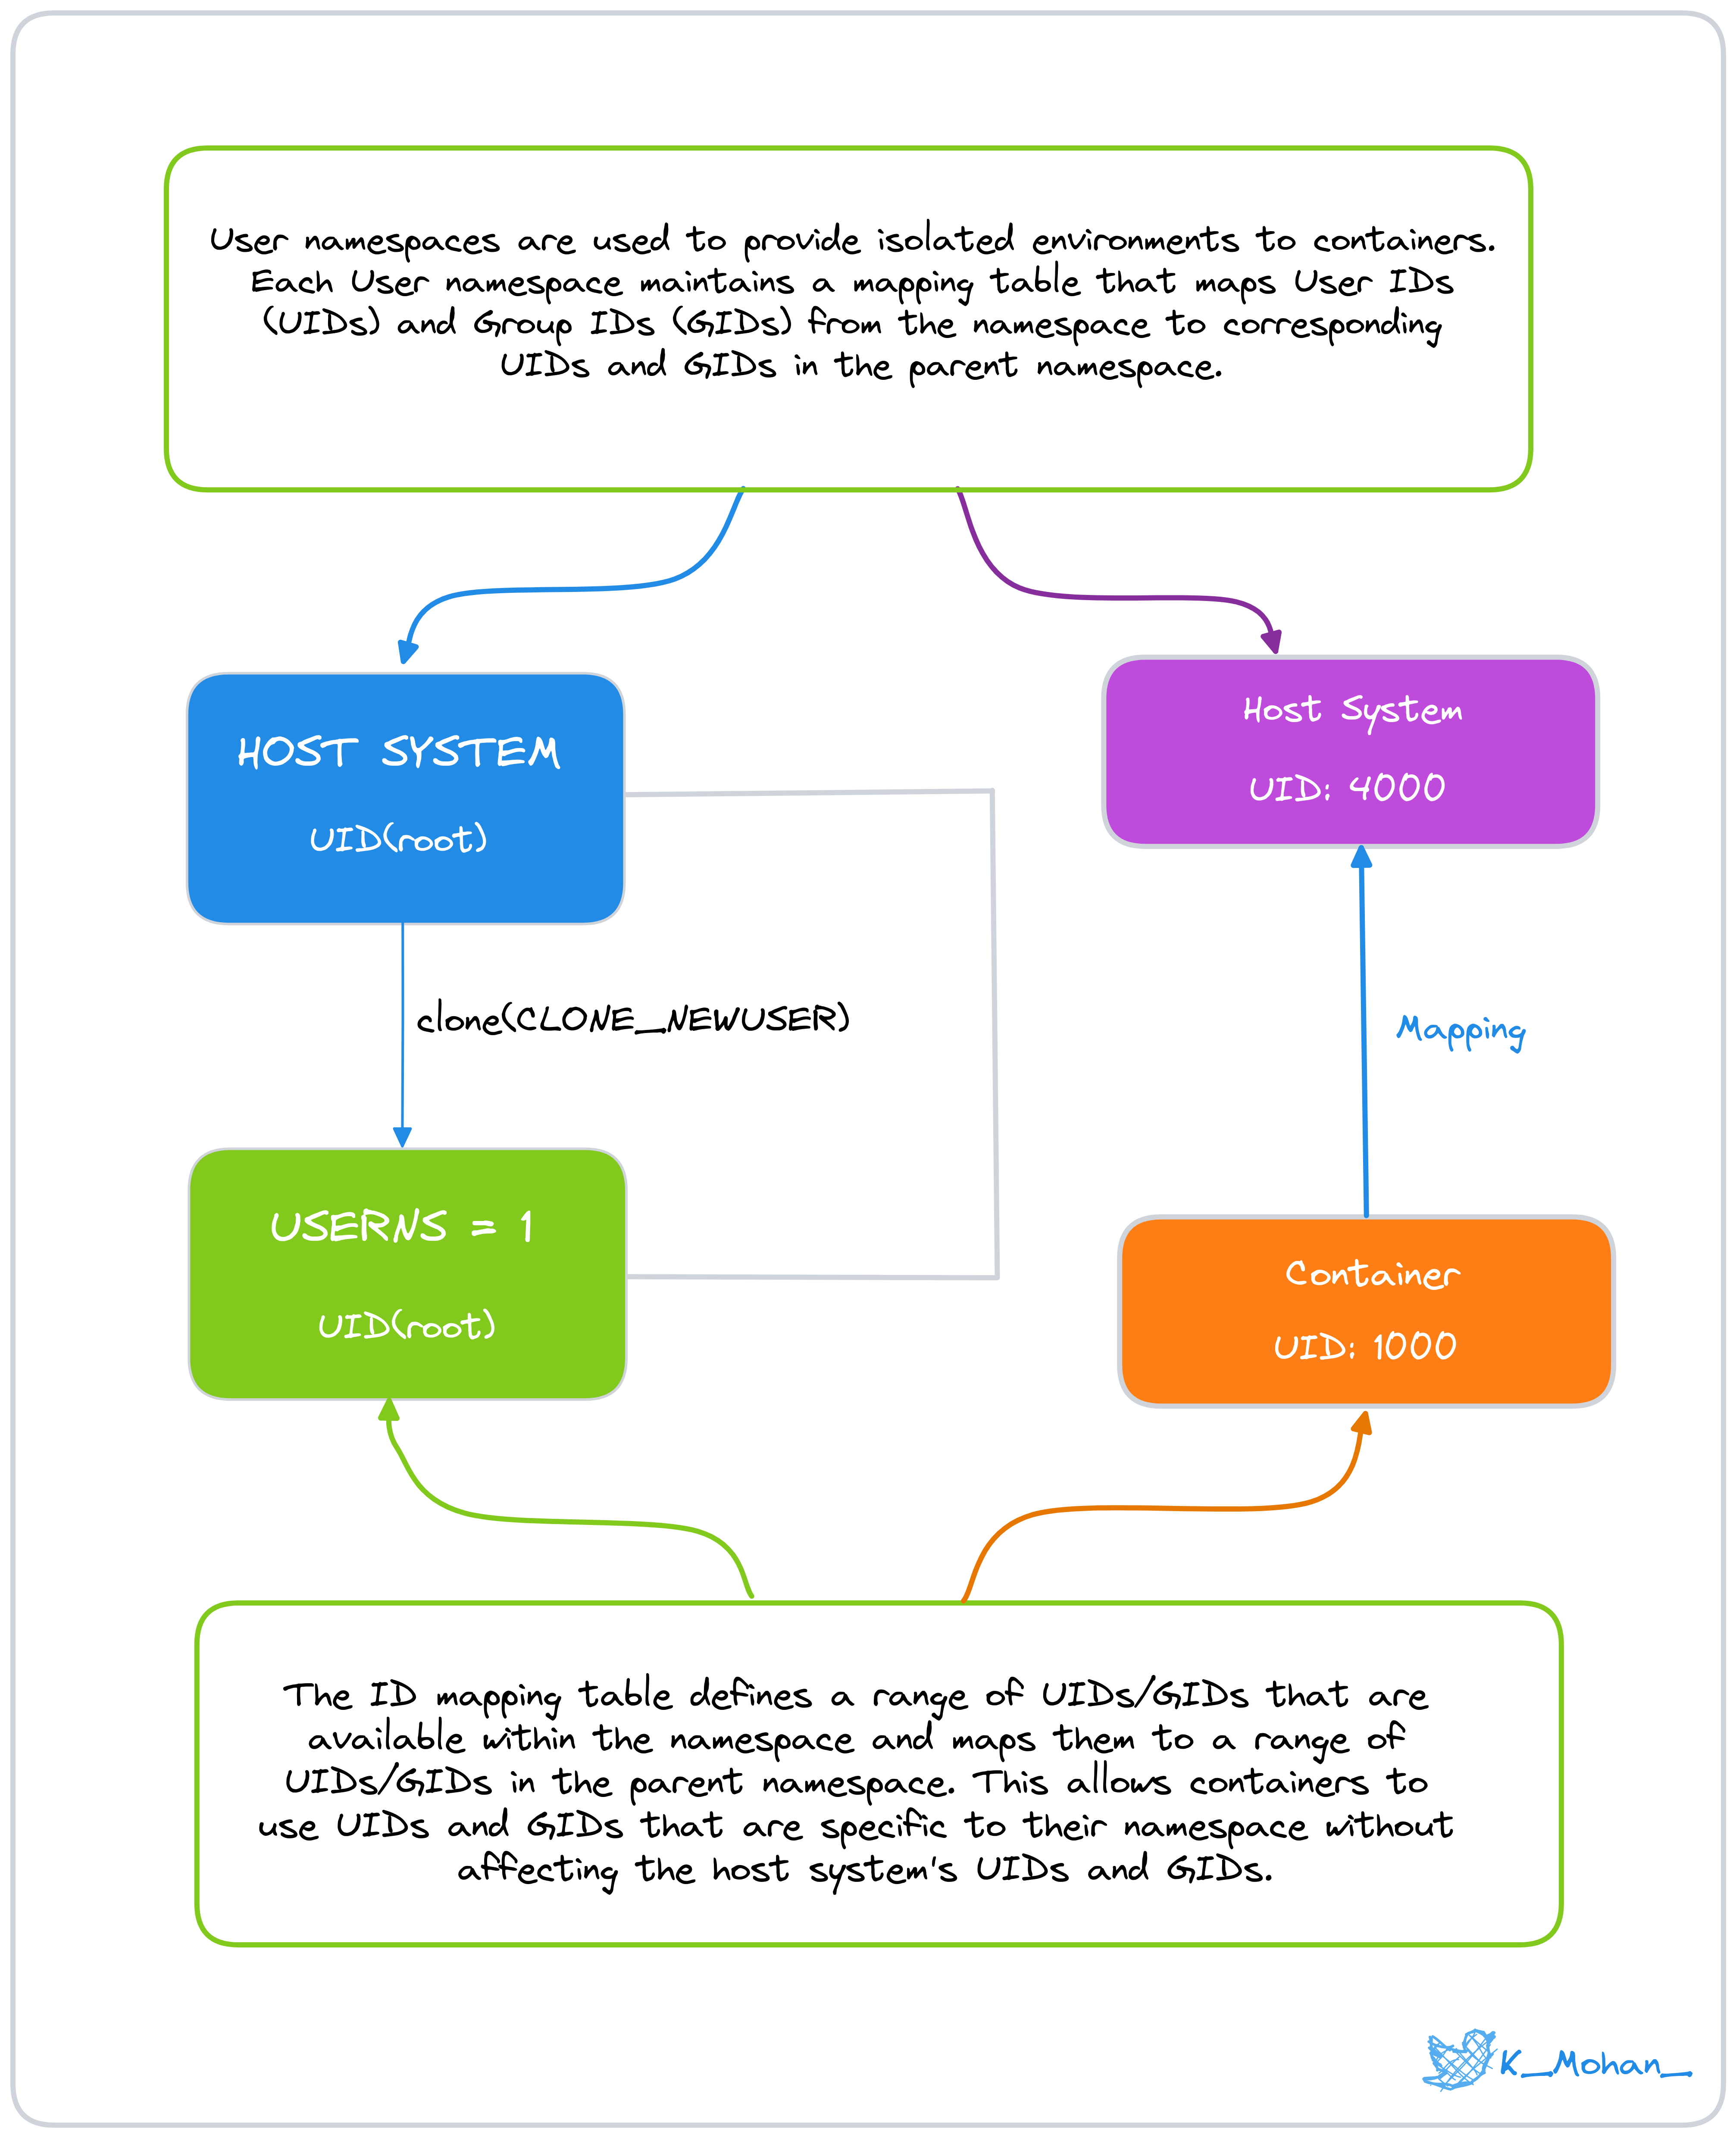 User namespaces are used to provide isolated environments to containers.
Each User namespace maintains a mapping table that maps User IDs
(UIDs) and Group IDs (GIDs) from the namespace to corresponding
UIDs and GIDs in the parent namespace.
HOST SYSTEM
UID(root)
Host System
UID: 4000
clone(CLONE_NEWUSER)
Mapping
USERNS = 1
UID(root)
Container
UID: 1000
The ID mapping table defines a range of UIDs/GIDs that are
available within the namespace and maps them to a range of
UIDs/GIDs in the parent namespace. This allows containers to
use UIDs and GIDs that are specific to their namespace without
affecting the host system's UIDs and GIDs.
K_Mohan_